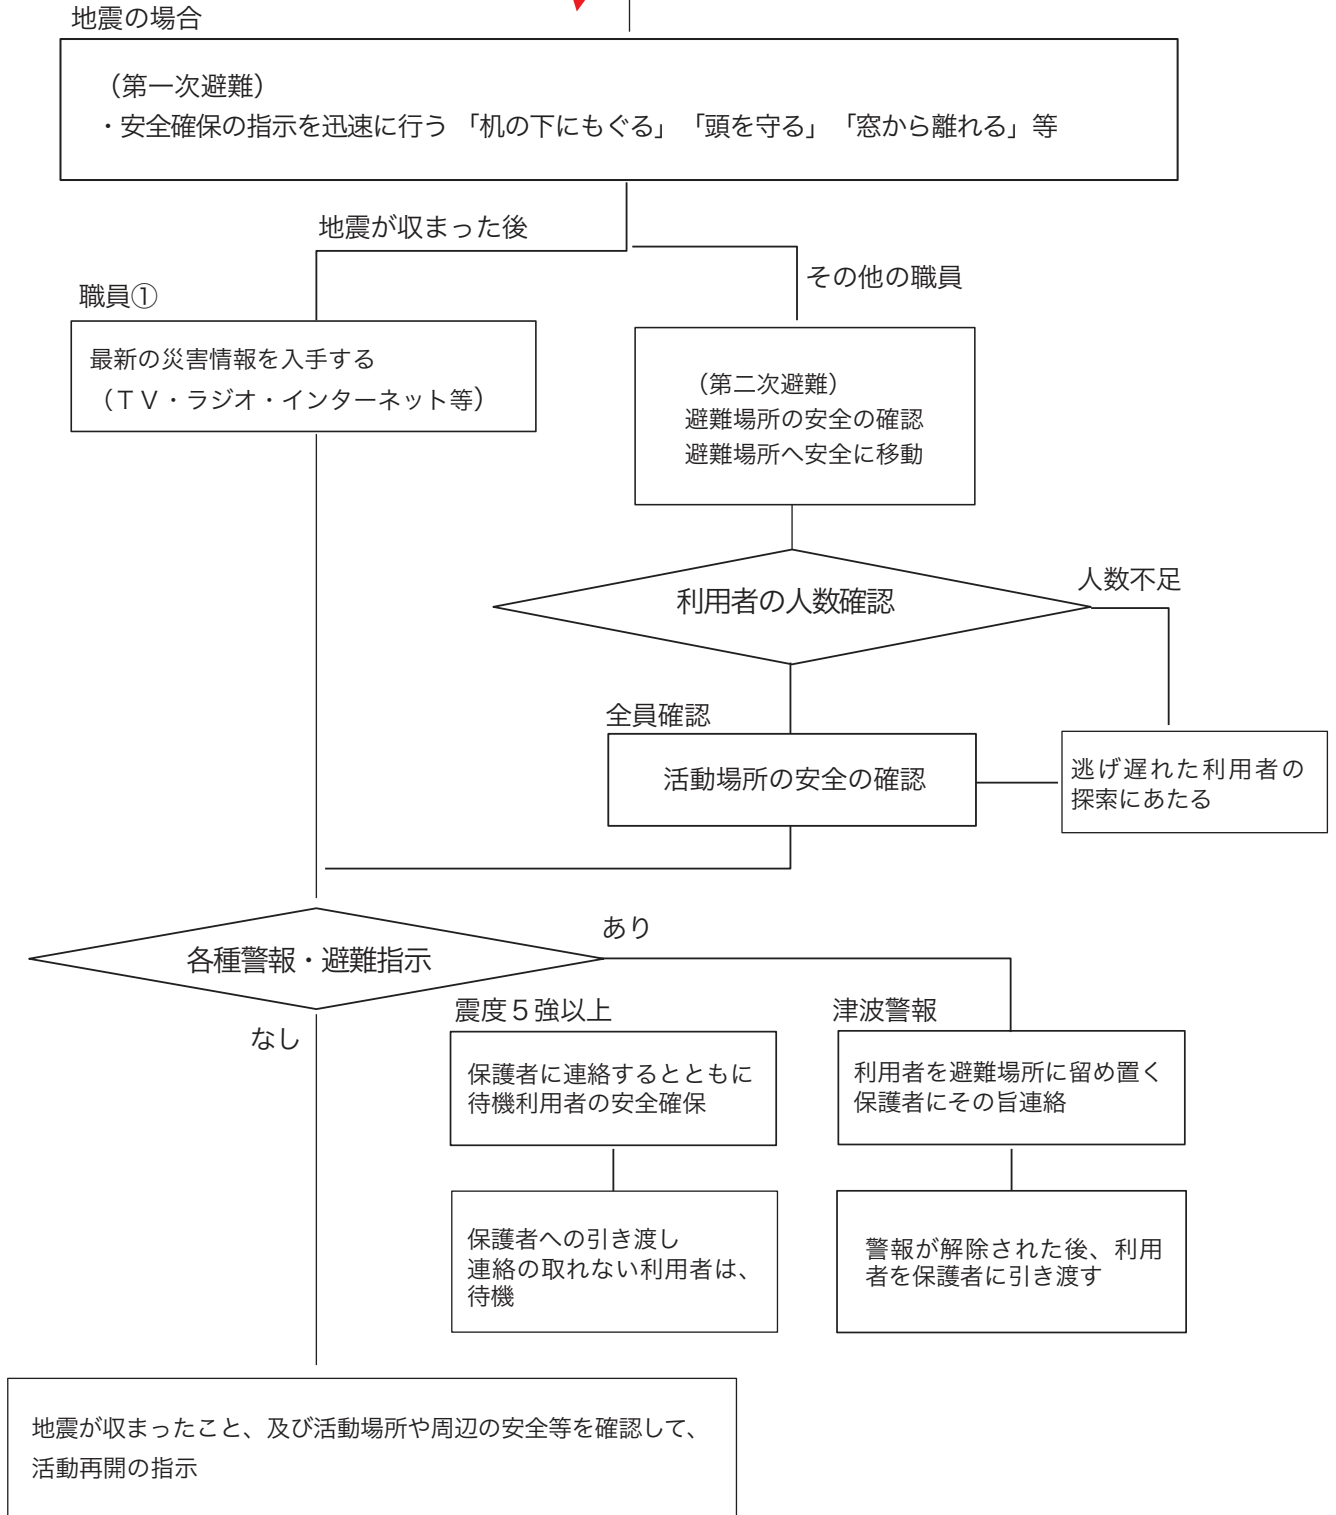 地震の場合
（第一次避難）
・安全確保の指示を迅速に行う 「机の下にもぐる」「頭を守る」「窓から離れる」等
地震が収まった後
その他の職員
職員①
最新の災害情報を入手する
（ＴＶ・ラジオ・インターネット等）
（第二次避難）
避難場所の安全の確認
避難場所へ安全に移動
利用者の人数確認
人数不足
全員確認
活動場所の安全の確認
逃げ遅れた利用者の
探索にあたる
各種警報・避難指示
あり
なし
震度５強以上
保護者に連絡するとともに
待機利用者の安全確保
保護者への引き渡し
連絡の取れない利用者は、
待機
津波警報
利用者を避難場所に留め置く
保護者にその旨連絡
警報が解除された後、利用
者を保護者に引き渡す
地震が収まったこと、及び活動場所や周辺の安全等を確認して、
活動再開の指示